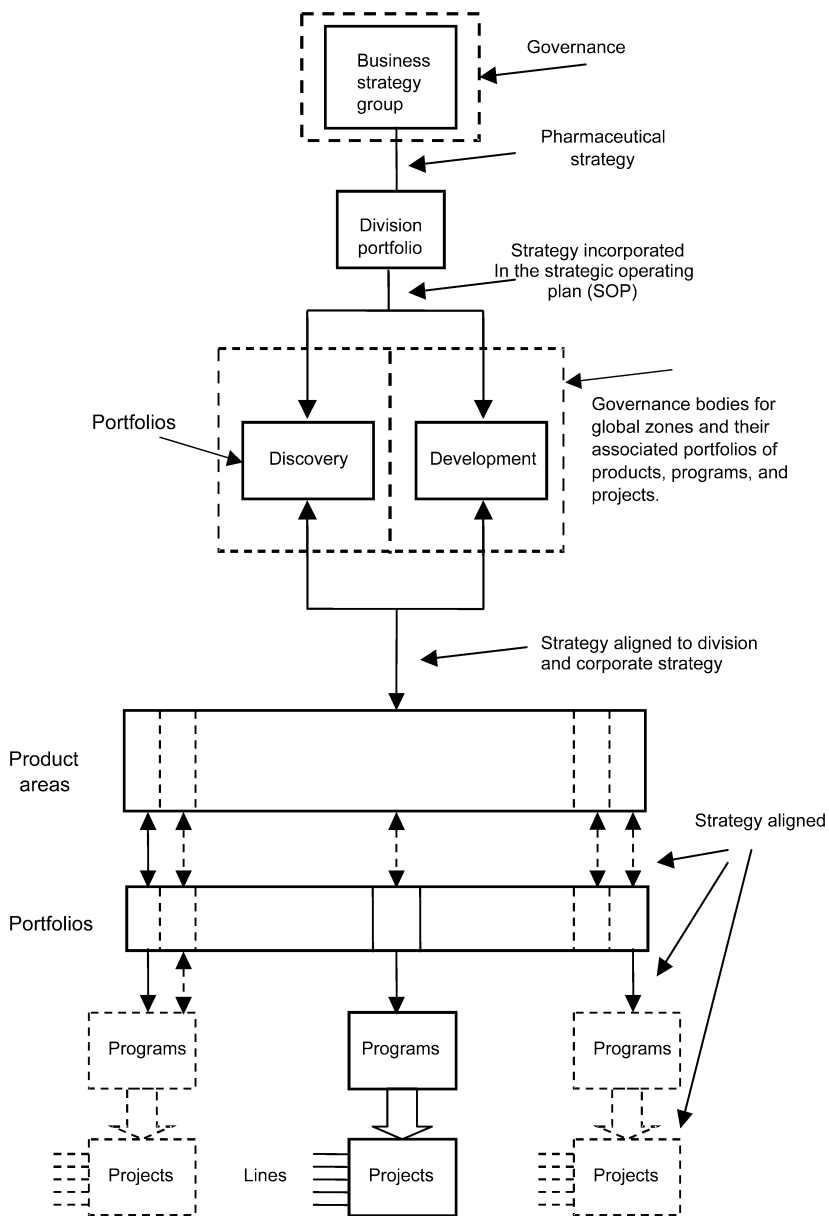 Business
strategy
group
Governance
Pharmaceutical
strategy
Division
portfolio
Strategy incorporated
In the strategic operating
plan (SOP)
Portfolios
Discovery
Development
Governance bodies for
global zones and their
associated portfolios of
products, programs, and
projects.
Strategy aligned to division
and corporate strategy
Product
areas
Strategy aligned
Portfolios
Programs
Programs
Programs
Projects
Lines
Projects
Projects